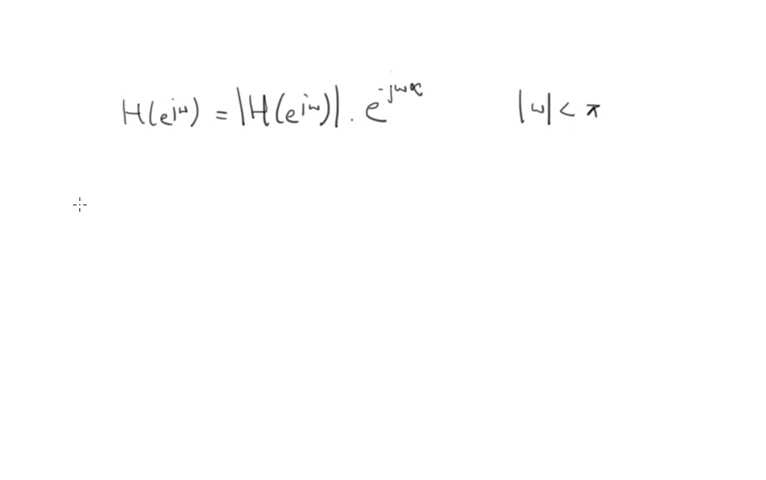 H(e^{jω}) = |H(e^{jω})| · e^{-jωα} |ω| < π